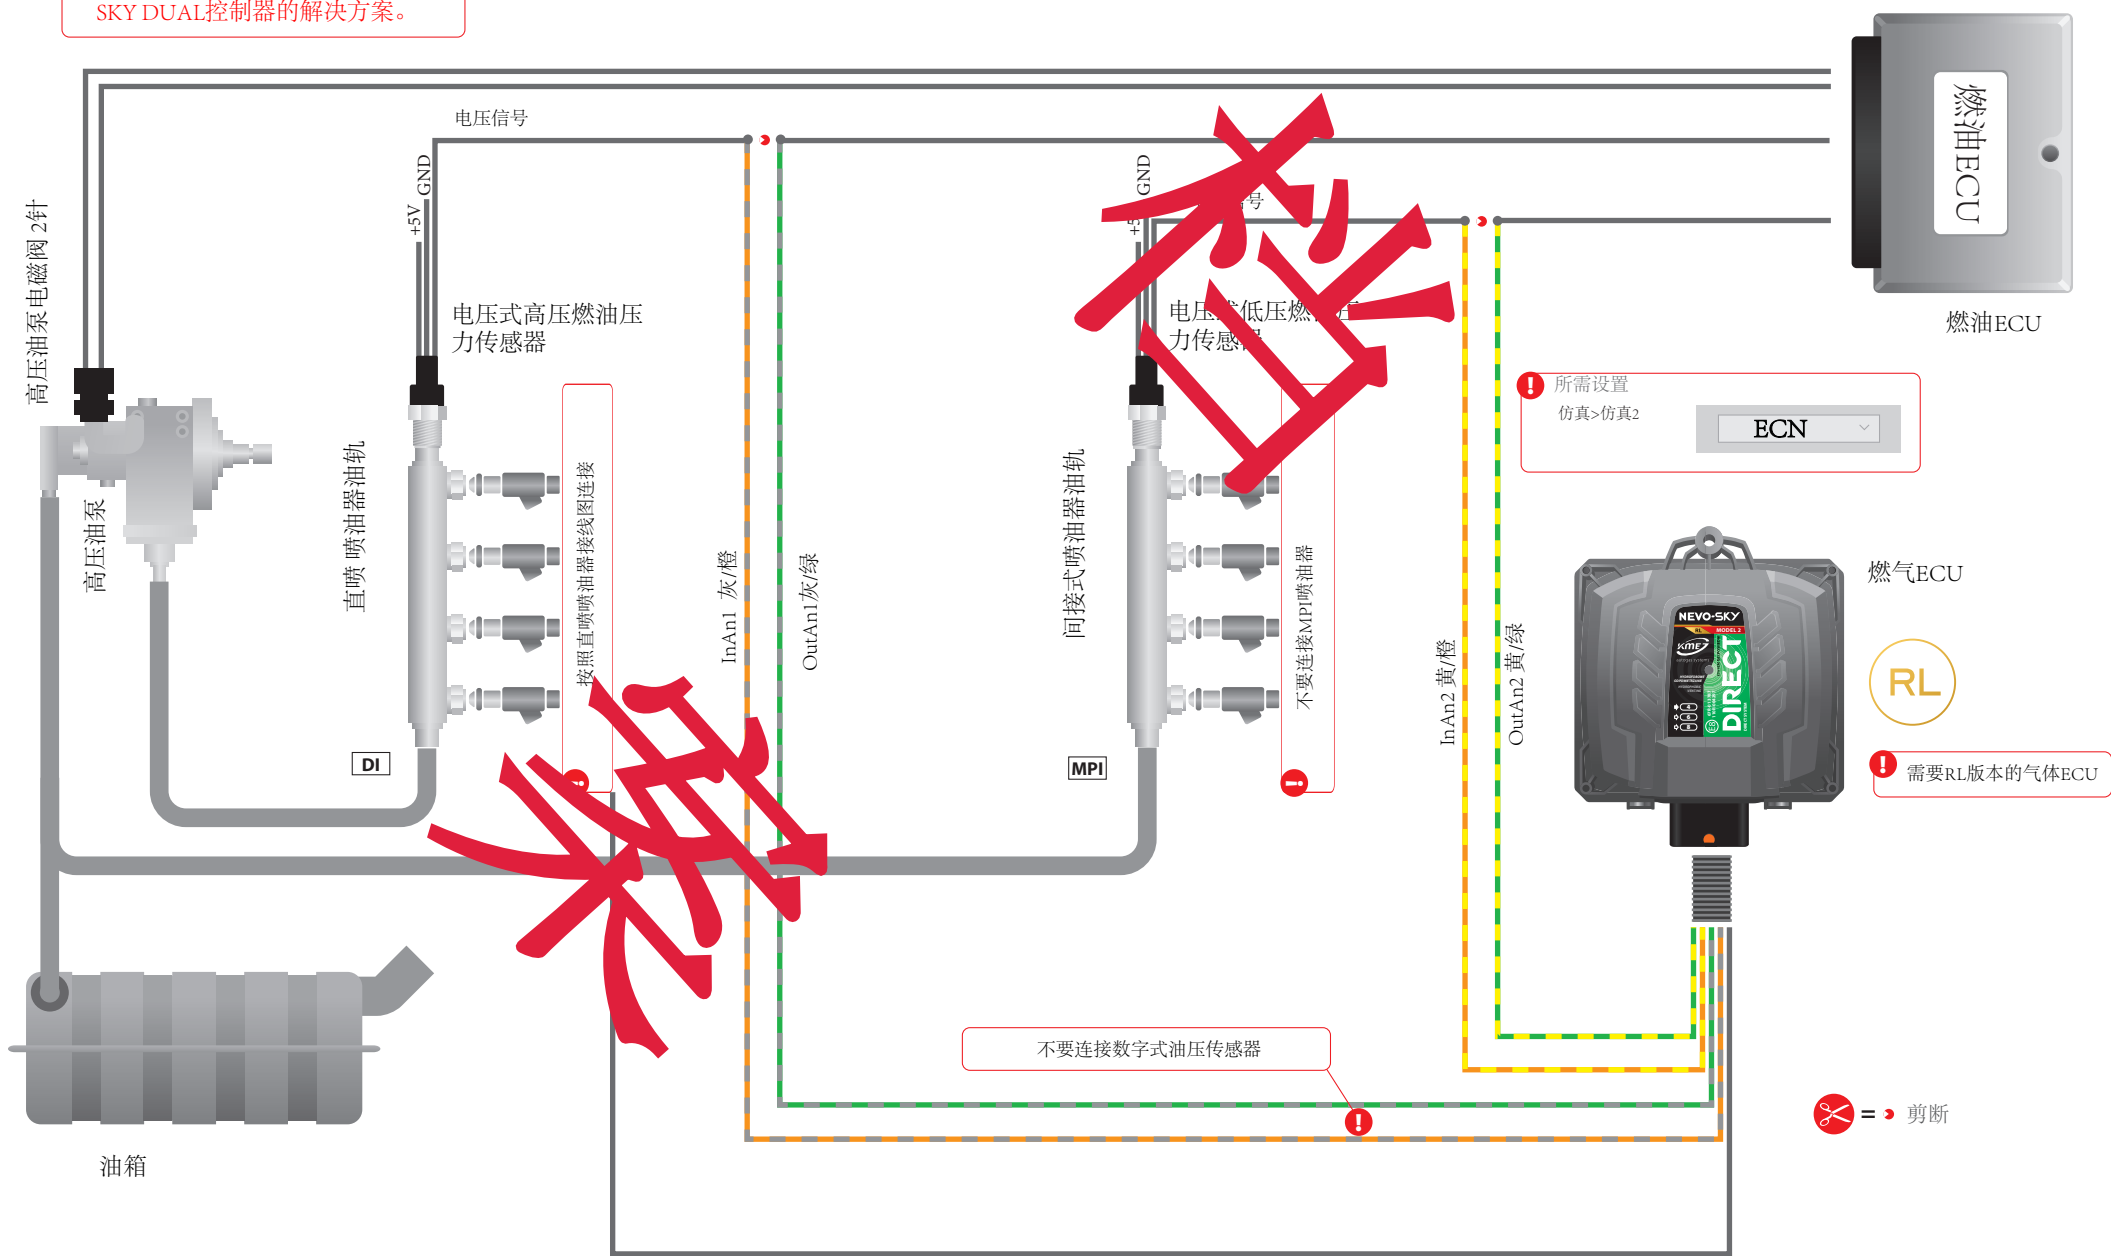 SKY DUAL控制器的解决方案。
电压信号
+5V
GND
高压油泵电磁阀 2针
电压式高压燃油压
力传感器
高压油泵
直喷 喷油器油轨
按照直喷喷油器接线图连接
DI
InAn1 灰/橙
OutAn1灰/绿
GND
号
力传感器
间接式喷油器油轨
不要连接MPI喷油器
MPI
InAn2 黄/橙
OutAn2 黄/绿
燃油ECU
燃油ECU
所需设置
仿真>仿真2
ECN
燃气ECU
NEVO-SKY
RL MODEL 2
KME
DIRECT
RL
需要RL版本的气体ECU
不要连接数字式油压传感器
= 剪断
油箱